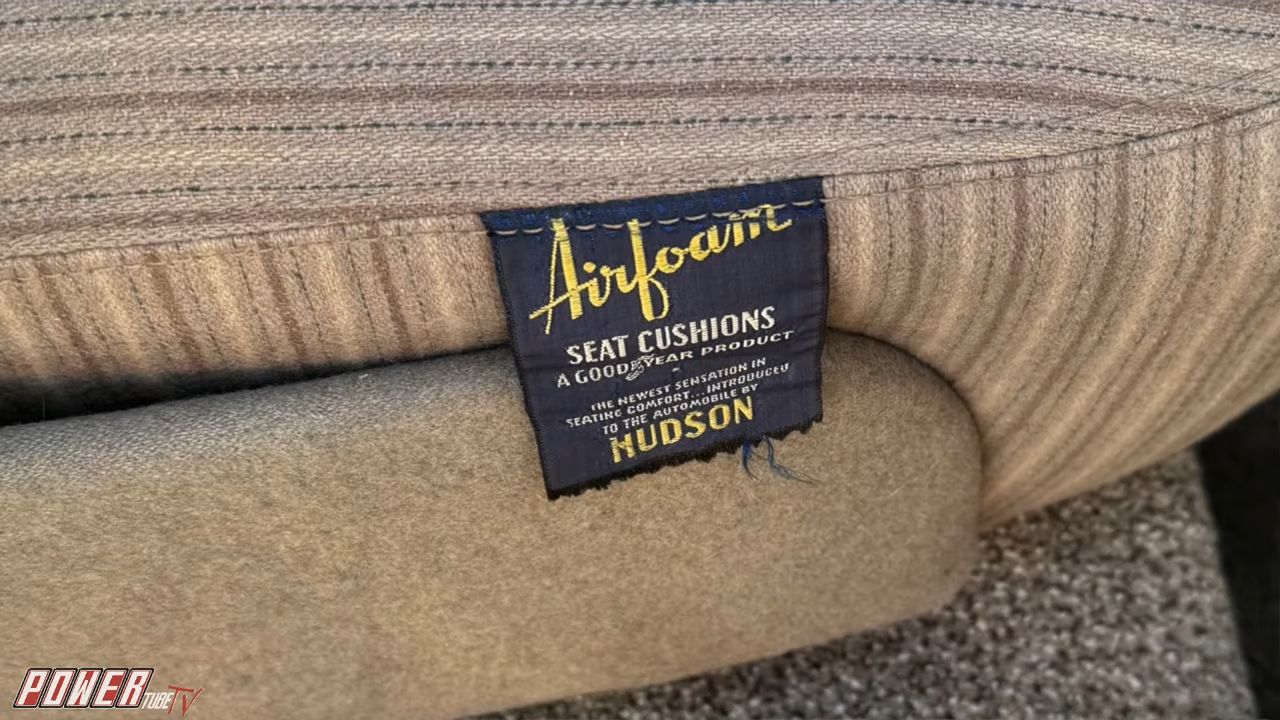 Airfoam
SEAT CUSHIONS
A GOODYEAR PRODUCT
THE NEWEST SENSATION IN
SEATING COMFORT...INTRODUCED
TO THE AUTOMOBILE BY
HUDSON
POWER TUBE TV